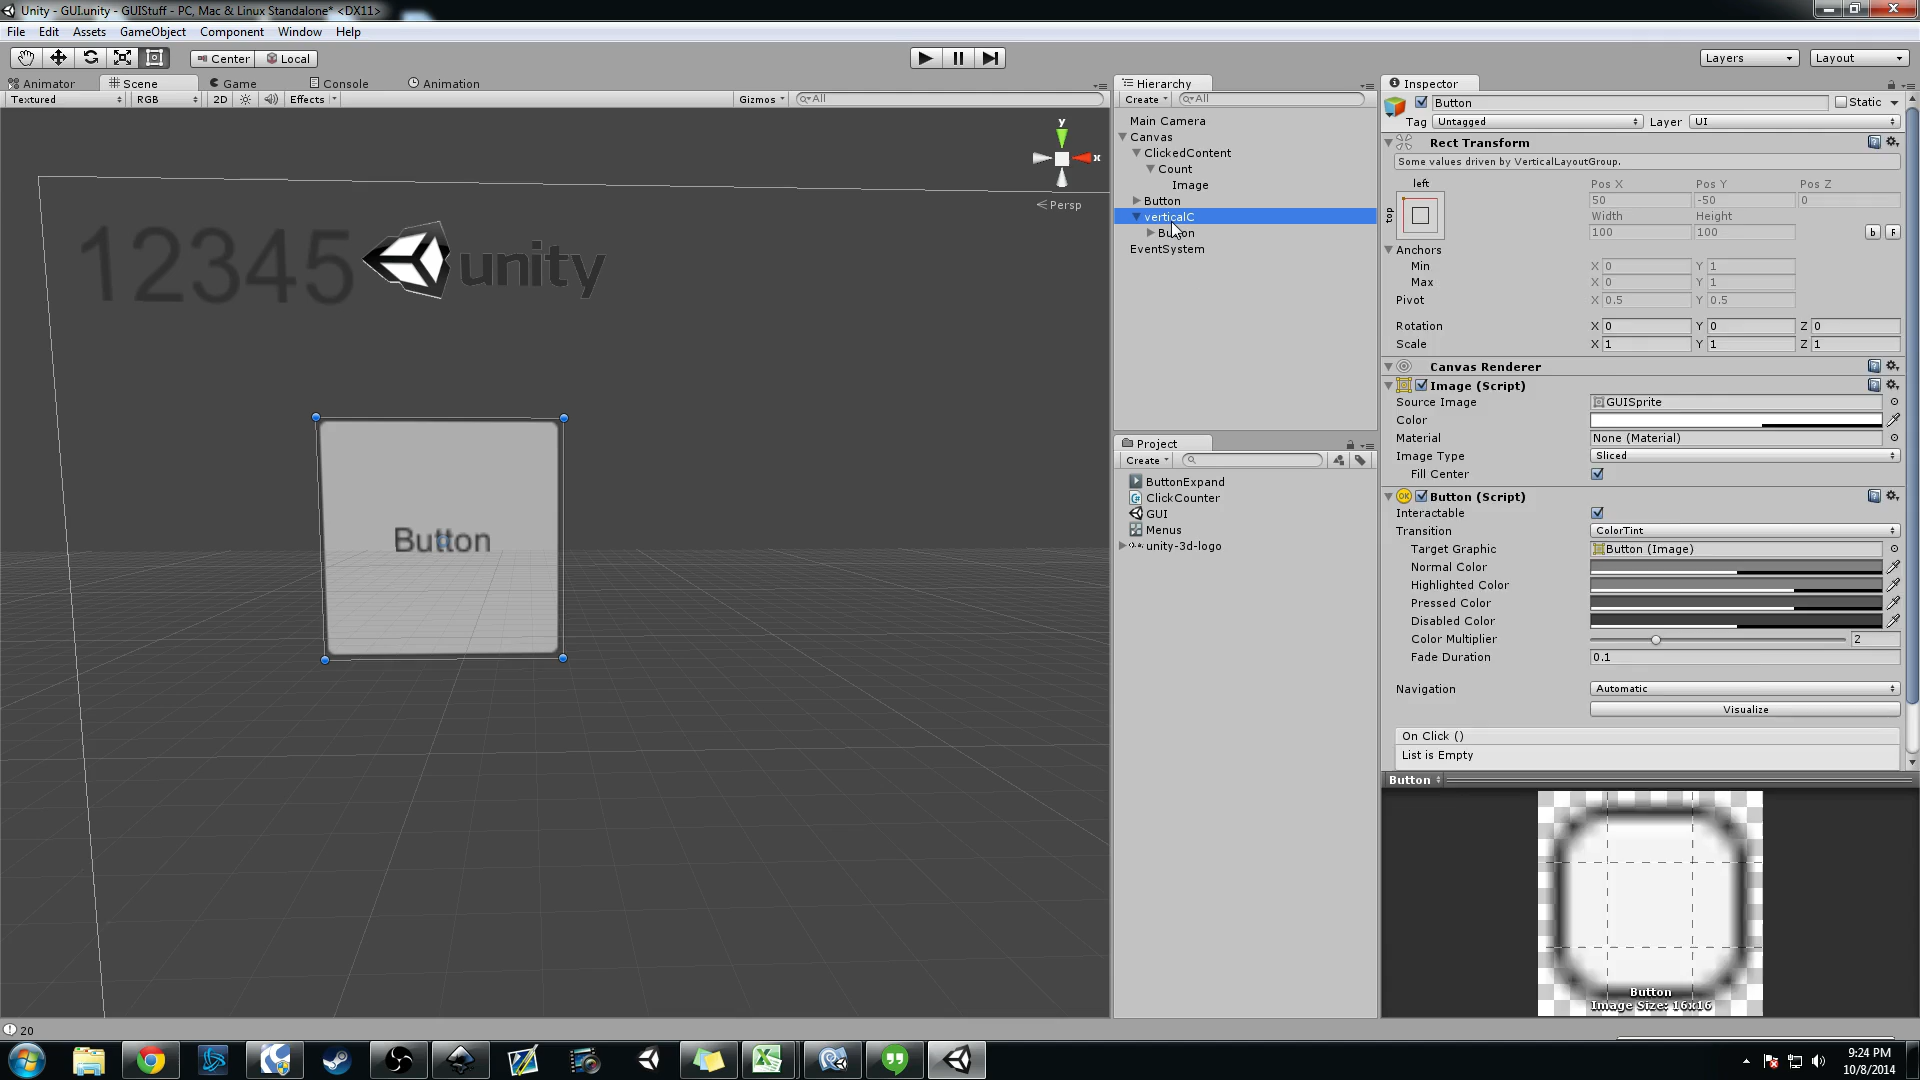 Unity - GUI.unity - GUIStuff - PC, Mac & Linux Standalone* <DX11>
File Edit Assets GameObject Component Window Help
Center Local
Layers Layout
Animator Scene Game Console Animation
Textured RGB 2D Effects Gizmos All
y
x
Persp
12345 unity
Button
Hierarchy
Create All
Main Camera
Canvas
ClickedContent
Count
Image
Button
verticalC
Button
EventSystem
Project
Create
ButtonExpand
ClickCounter
GUI
Menus
unity-3d-logo
Inspector
Button Static
Tag Untagged Layer UI
Rect Transform
Some values driven by VerticalLayoutGroup.
left Pos X Pos Y Pos Z
50 -50 0
top Width Height
100 100
Anchors
Min X 0 Y 1
Max X 0 Y 1
Pivot X 0.5 Y 0.5
Rotation X 0 Y 0 Z 0
Scale X 1 Y 1 Z 1
Canvas Renderer
Image (Script)
Source Image GUISprite
Color
Material None (Material)
Image Type Sliced
Fill Center
OK Button (Script)
Interactable
Transition ColorTint
Target Graphic Button (Image)
Normal Color
Highlighted Color
Pressed Color
Disabled Color
Color Multiplier 2
Fade Duration 0.1
Navigation Automatic
Visualize
On Click ()
List is Empty
Button
Button
Image Size: 16x16
20
9:24 PM
10/8/2014